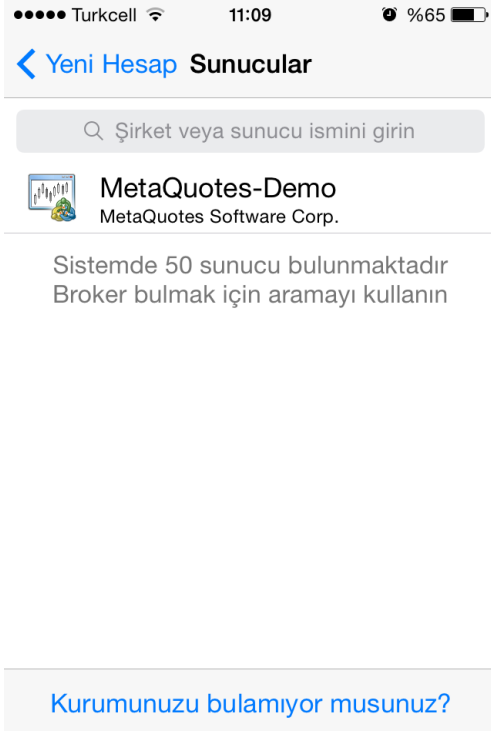 Turkcell 11:09 %65
Yeni Hesap Sunucular
Şirket veya sunucu ismini girin
MetaQuotes-Demo
MetaQuotes Software Corp.
Sistemde 50 sunucu bulunmaktadır
Broker bulmak için aramayı kullanın
Kurumunuzu bulamıyor musunuz?